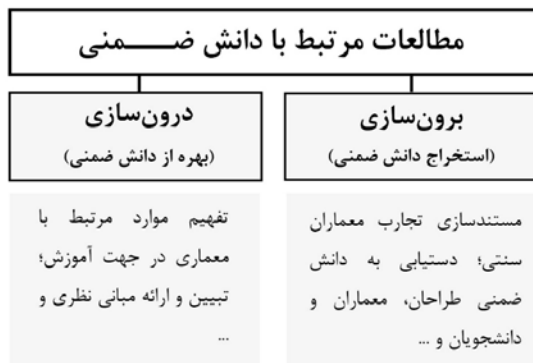 مطالعات مرتبط با دانش ضـــــمنی
برون‌سازی
(استخراج دانش ضمنی)
مستندسازی تجارب معماران
سنتی؛ دستیابی به دانش
ضمنی طراحان، معماران و
دانشجویان و ...
درون‌سازی
(بهره از دانش ضمنی)
تفهیم موارد مرتبط با
معماری در جهت آموزش؛
تبیین و ارائه مبانی نظری و
...